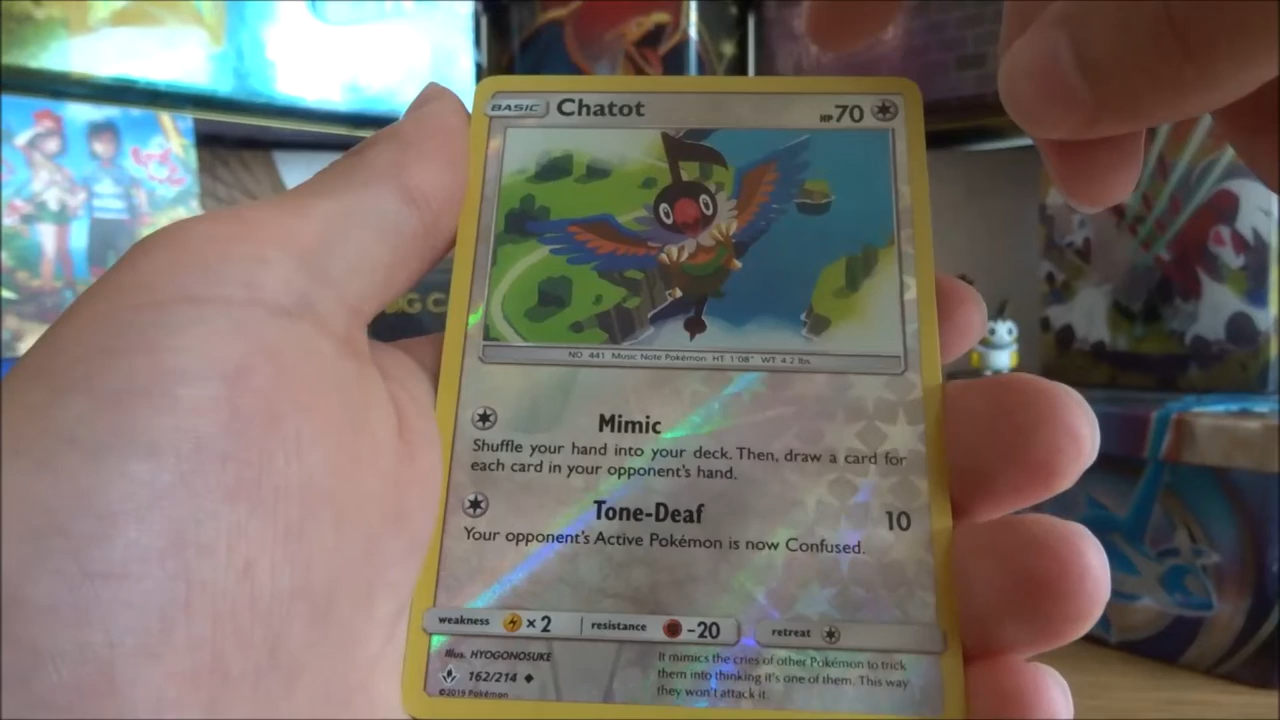 BASIC Chatot HP70
NO. 441 Music Note Pokémon HT: 1'08" WT: 4.2 lbs.
Mimic
Shuffle your hand into your deck. Then, draw a card for
each card in your opponent's hand.
Tone-Deaf 10
Your opponent's Active Pokémon is now Confused.
weakness ×2 resistance -20 retreat
Illus. HYOGONOSUKE
162/214
©2019 Pokémon
It mimics the cries of other Pokémon to trick
them into thinking it's one of them. This way
they won't attack it.